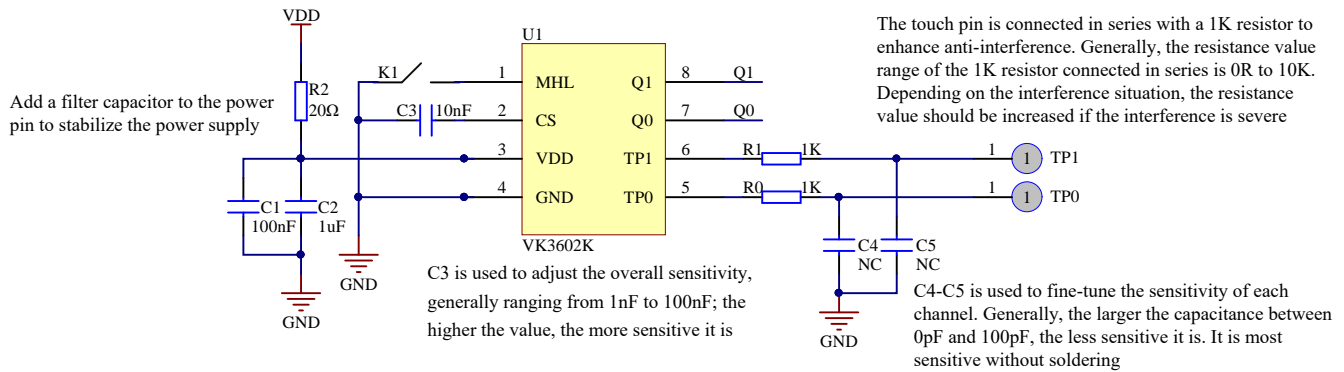 VDD
R2
20Ω
Add a filter capacitor to the power
pin to stabilize the power supply
C1
100nF
C2
1uF
GND
K1
C3
10nF
GND
U1
1
MHL
2
CS
3
VDD
4
GND
Q1
8
Q1
Q0
7
Q0
TP1
6
TP0
5
VK3602K
R1
1K
R0
1K
1
1
TP1
1
1
TP0
C4
NC
C5
NC
GND
The touch pin is connected in series with a 1K resistor to
enhance anti-interference. Generally, the resistance value
range of the 1K resistor connected in series is 0R to 10K.
Depending on the interference situation, the resistance
value should be increased if the interference is severe
C3 is used to adjust the overall sensitivity,
generally ranging from 1nF to 100nF; the
higher the value, the more sensitive it is
C4-C5 is used to fine-tune the sensitivity of each
channel. Generally, the larger the capacitance between
0pF and 100pF, the less sensitive it is. It is most
sensitive without soldering